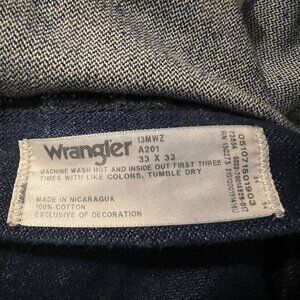 Wrangler
13MWZ
A201
33 X 33
MACHINE WASH HOT AND INSIDE OUT FIRST THREE
TIMES WITH LIKE COLORS, TUMBLE DRY
MADE IN NICARAGUA
100% COTTON
EXCLUSIVE OF DECORATION
051071501903